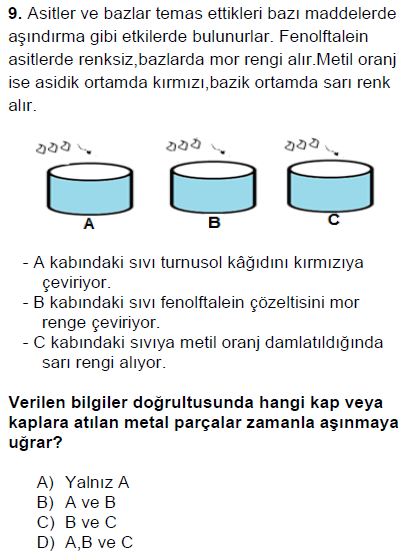 9. Asitler ve bazlar temas ettikleri bazı maddelerde
aşındırma gibi etkilerde bulunurlar. Fenolftalein
asitlerde renksiz,bazlarda mor rengi alır.Metil oranj
ise asidik ortamda kırmızı,bazik ortamda sarı renk
alır.
A
B
C
- A kabındaki sıvı turnusol kâğıdını kırmızıya
çeviriyor.
- B kabındaki sıvı fenolftalein çözeltisini mor
renge çeviriyor.
- C kabındaki sıvıya metil oranj damlatıldığında
sarı rengi alıyor.
Verilen bilgiler doğrultusunda hangi kap veya
kaplara atılan metal parçalar zamanla aşınmaya
uğrar?
A) Yalnız A
B) A ve B
C) B ve C
D) A,B ve C